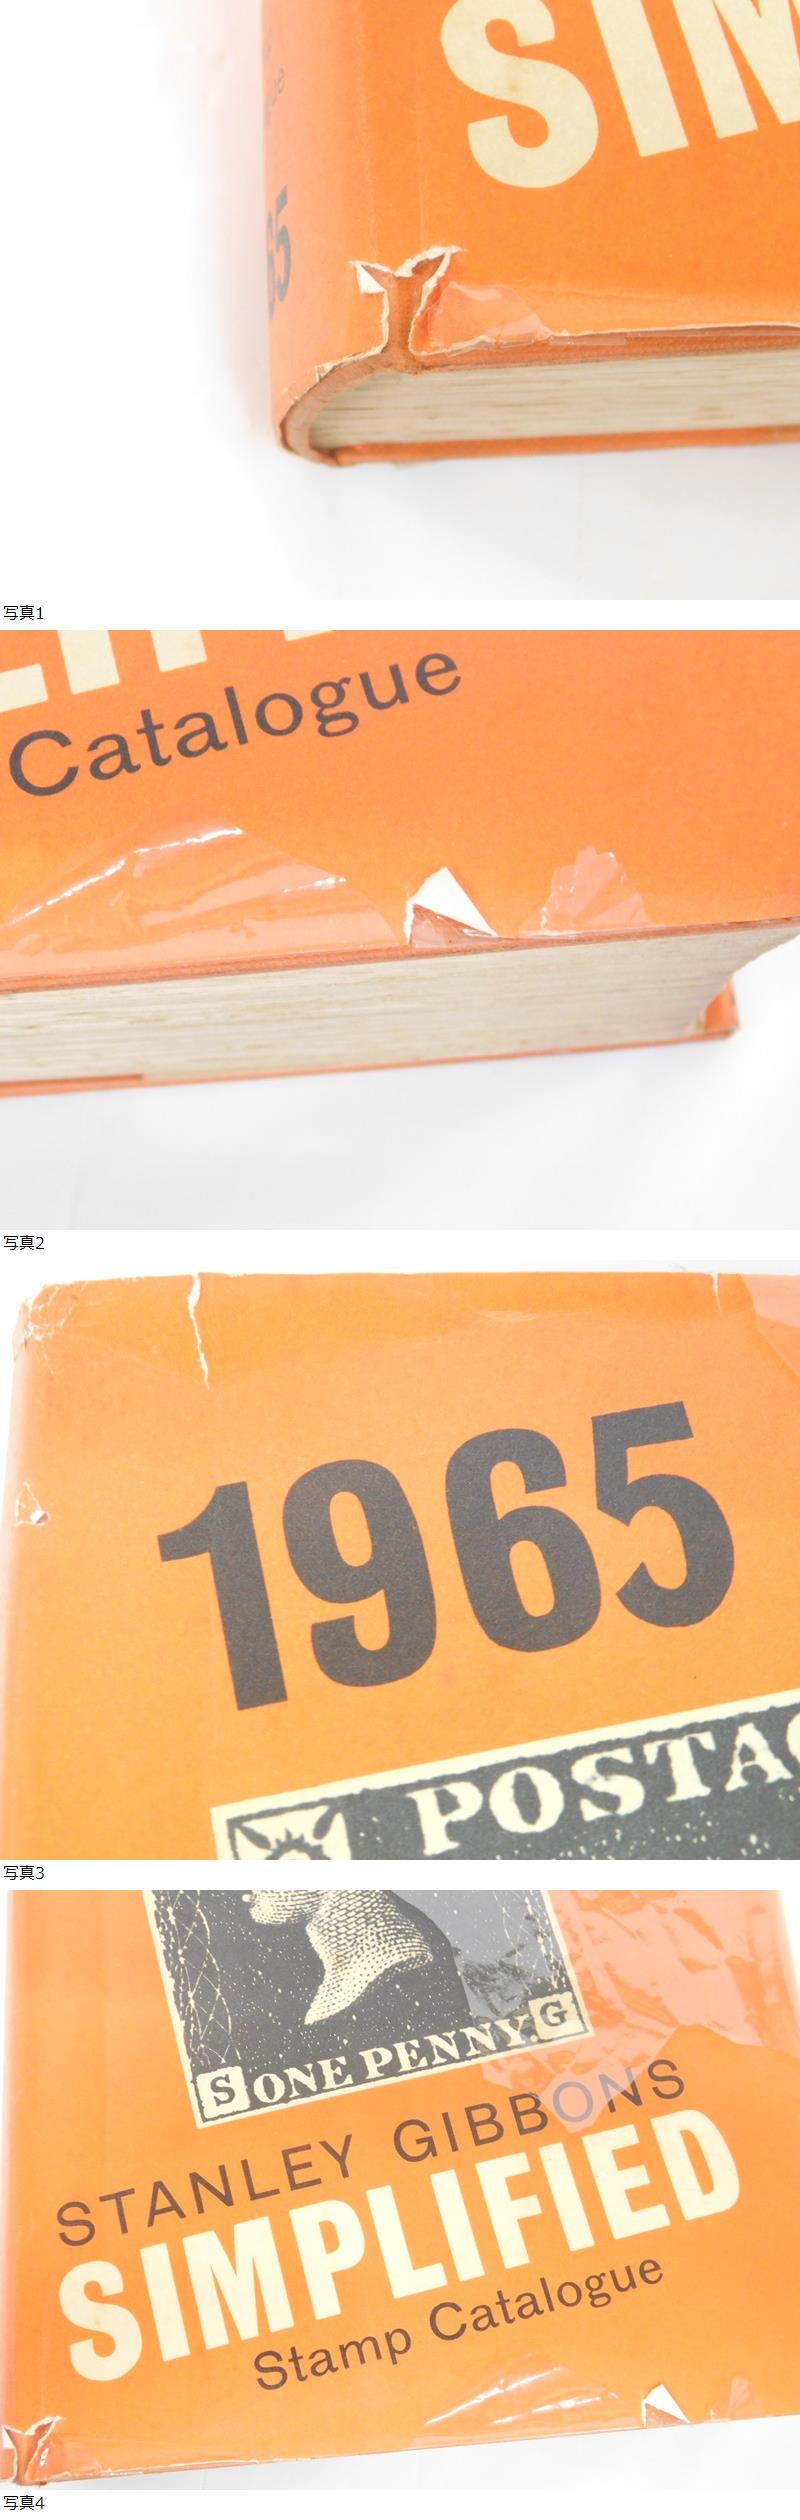 65
SIM
写真1
Catalogue
写真2
1965
POSTAG
写真3
S ONE PENNY. G
STANLEY GIBBONS
SIMPLIFIED
Stamp Catalogue
写真4